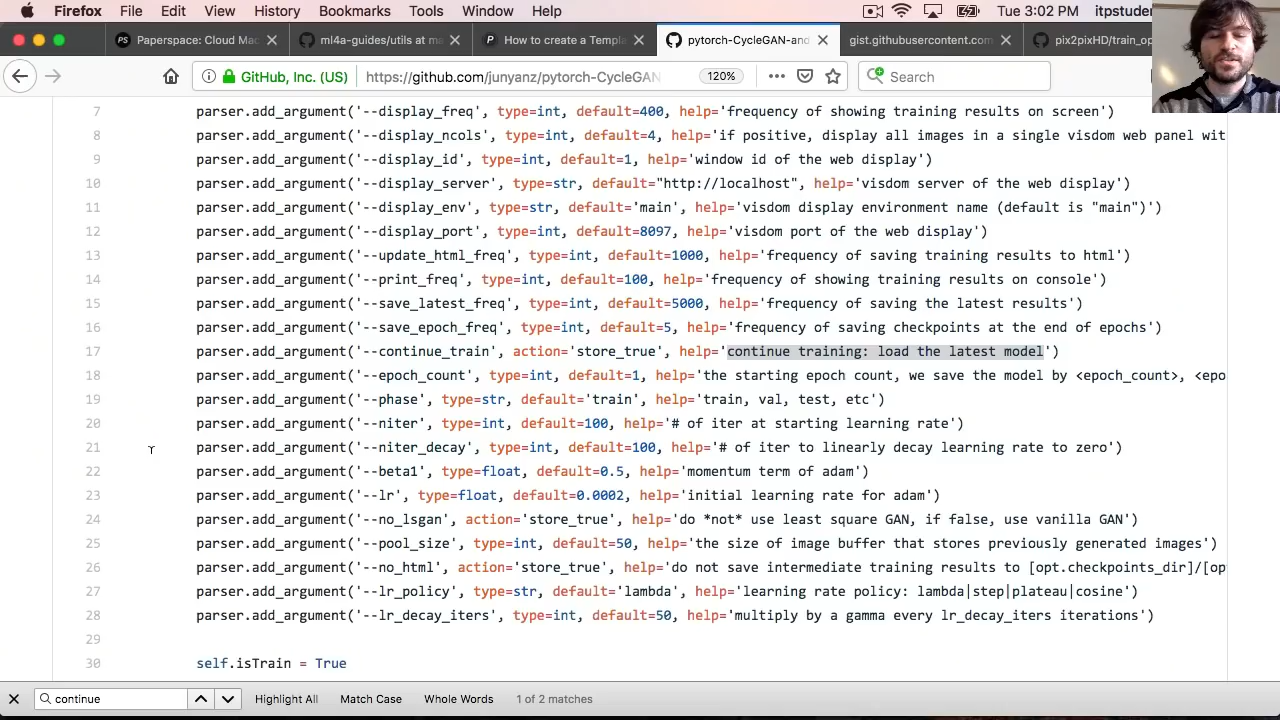 Firefox File Edit View History Bookmarks Tools Window Help Tue 3:02 PM itpstude
Paperspace: Cloud Mac ml4a-guides/utils at ma How to create a Templa pytorch-CycleGAN-and gist.githubusercontent.com pix2pixHD/train_op
GitHub, Inc. (US) https://github.com/junyanz/pytorch-CycleGAN 120% Search
7 parser.add_argument('--display_freq', type=int, default=400, help='frequency of showing training results on screen')
8 parser.add_argument('--display_ncols', type=int, default=4, help='if positive, display all images in a single visdom web panel wit
9 parser.add_argument('--display_id', type=int, default=1, help='window id of the web display')
10 parser.add_argument('--display_server', type=str, default="http://localhost", help='visdom server of the web display')
11 parser.add_argument('--display_env', type=str, default='main', help='visdom display environment name (default is "main")')
12 parser.add_argument('--display_port', type=int, default=8097, help='visdom port of the web display')
13 parser.add_argument('--update_html_freq', type=int, default=1000, help='frequency of saving training results to html')
14 parser.add_argument('--print_freq', type=int, default=100, help='frequency of showing training results on console')
15 parser.add_argument('--save_latest_freq', type=int, default=5000, help='frequency of saving the latest results')
16 parser.add_argument('--save_epoch_freq', type=int, default=5, help='frequency of saving checkpoints at the end of epochs')
17 parser.add_argument('--continue_train', action='store_true', help='continue training: load the latest model')
18 parser.add_argument('--epoch_count', type=int, default=1, help='the starting epoch count, we save the model by <epoch_count>, <epo
19 parser.add_argument('--phase', type=str, default='train', help='train, val, test, etc')
20 parser.add_argument('--niter', type=int, default=100, help='# of iter at starting learning rate')
21 parser.add_argument('--niter_decay', type=int, default=100, help='# of iter to linearly decay learning rate to zero')
22 parser.add_argument('--beta1', type=float, default=0.5, help='momentum term of adam')
23 parser.add_argument('--lr', type=float, default=0.0002, help='initial learning rate for adam')
24 parser.add_argument('--no_lsgan', action='store_true', help='do *not* use least square GAN, if false, use vanilla GAN')
25 parser.add_argument('--pool_size', type=int, default=50, help='the size of image buffer that stores previously generated images')
26 parser.add_argument('--no_html', action='store_true', help='do not save intermediate training results to [opt.checkpoints_dir]/[op
27 parser.add_argument('--lr_policy', type=str, default='lambda', help='learning rate policy: lambda|step|plateau|cosine')
28 parser.add_argument('--lr_decay_iters', type=int, default=50, help='multiply by a gamma every lr_decay_iters iterations')
29
30 self.isTrain = True
continue Highlight All Match Case Whole Words 1 of 2 matches